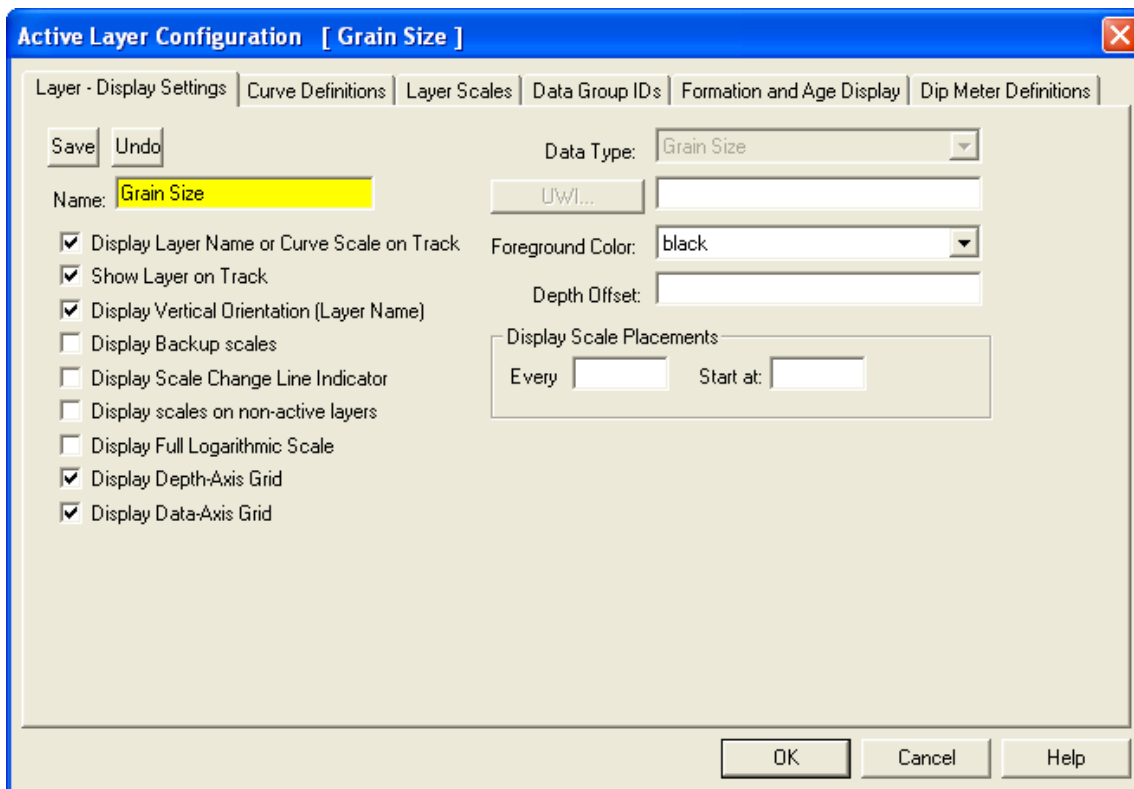 Active Layer Configuration [ Grain Size ]
Layer - Display Settings Curve Definitions Layer Scales Data Group IDs Formation and Age Display Dip Meter Definitions
Save Undo
Name: Grain Size
Display Layer Name or Curve Scale on Track
Show Layer on Track
Display Vertical Orientation (Layer Name)
Display Backup scales
Display Scale Change Line Indicator
Display scales on non-active layers
Display Full Logarithmic Scale
Display Depth-Axis Grid
Display Data-Axis Grid
Data Type: Grain Size
UWI...
Foreground Color: black
Depth Offset:
Display Scale Placements
Every Start at:
OK Cancel Help